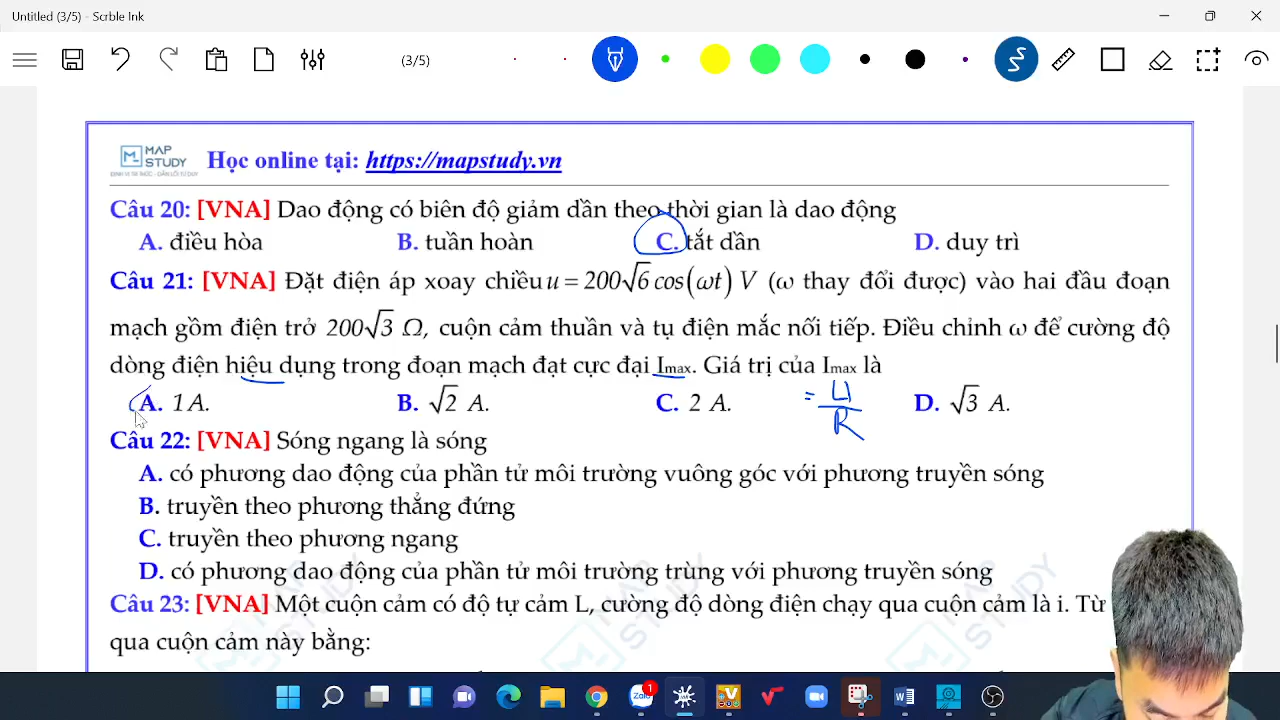 Untitled (3/5) - Scrble Ink
(3/5)
MAP STUDY
Học online tại: https://mapstudy.vn
Câu 20: [VNA] Dao động có biên độ giảm dần theo thời gian là dao động
A. điều hòa B. tuần hoàn C. tắt dần D. duy trì
Câu 21: [VNA] Đặt điện áp xoay chiều u = 200√6 cos(ωt) V (ω thay đổi được) vào hai đầu đoạn
mạch gồm điện trở 200√3 Ω, cuộn cảm thuần và tụ điện mắc nối tiếp. Điều chỉnh ω để cường độ
dòng điện hiệu dụng trong đoạn mạch đạt cực đại Imax. Giá trị của Imax là
A. 1 A. B. √2 A. C. 2 A. = U/R D. √3 A.
Câu 22: [VNA] Sóng ngang là sóng
A. có phương dao động của phần tử môi trường vuông góc với phương truyền sóng
B. truyền theo phương thẳng đứng
C. truyền theo phương ngang
D. có phương dao động của phần tử môi trường trùng với phương truyền sóng
Câu 23: [VNA] Một cuộn cảm có độ tự cảm L, cường độ dòng điện chạy qua cuộn cảm là i. Từ
qua cuộn cảm này bằng:
MAP STUDY
MAP STUDY
MAP STUDY
Zalo 1